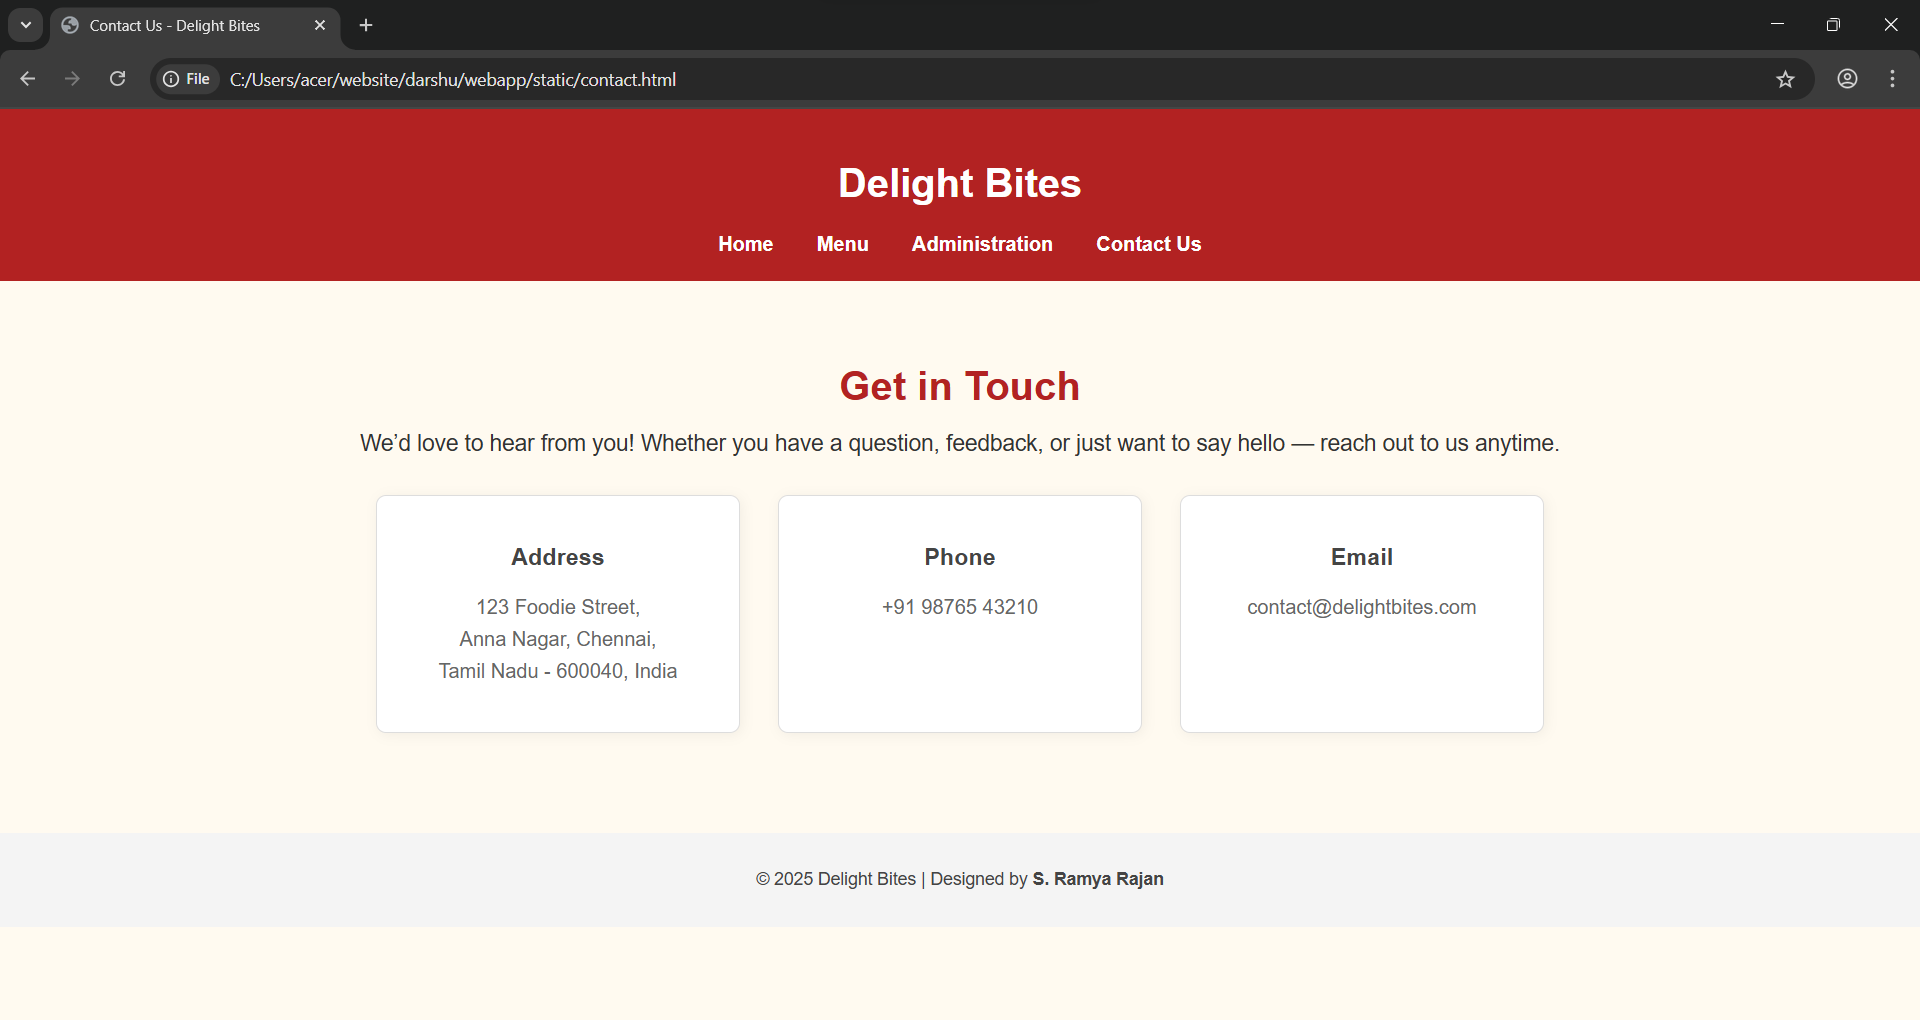 Contact Us - Delight Bites
File C:/Users/acer/website/darshu/webapp/static/contact.html
Delight Bites
Home Menu Administration Contact Us
Get in Touch
We’d love to hear from you! Whether you have a question, feedback, or just want to say hello — reach out to us anytime.
Address
123 Foodie Street,
Anna Nagar, Chennai,
Tamil Nadu - 600040, India
Phone
+91 98765 43210
Email
contact@delightbites.com
© 2025 Delight Bites | Designed by S. Ramya Rajan